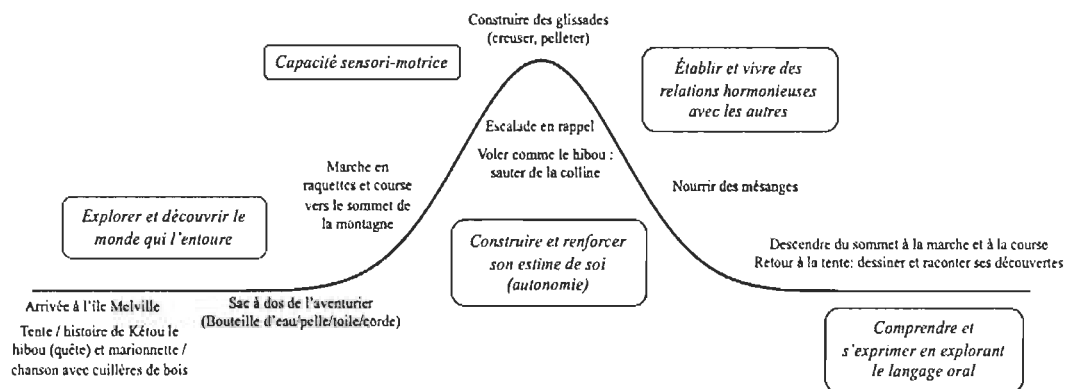 Construire des glissades
(creuser, pelleter)
Capacité sensori-motrice
Établir et vivre des
relations hormonieuses
avec les autres
Escalade en rappel
Voler comme le hibou :
sauter de la colline
Marche en
raquettes et course
vers le sommet de
la montagne
Nourrir des mésanges
Explorer et découvrir le
monde qui l'entoure
Construire et renforcer
son estime de soi
(autonomie)
Descendre du sommet à la marche et à la course
Retour à la tente: dessiner et raconter ses découvertes
Arrivée à l'île Melville
Tente / histoire de Kétou le
hibou (quête) et marionnette /
chanson avec cuillères de bois
Sac à dos de l'aventurier
(Bouteille d'eau/pelle/toile/corde)
Comprendre et
s'exprimer en explorant
le langage oral